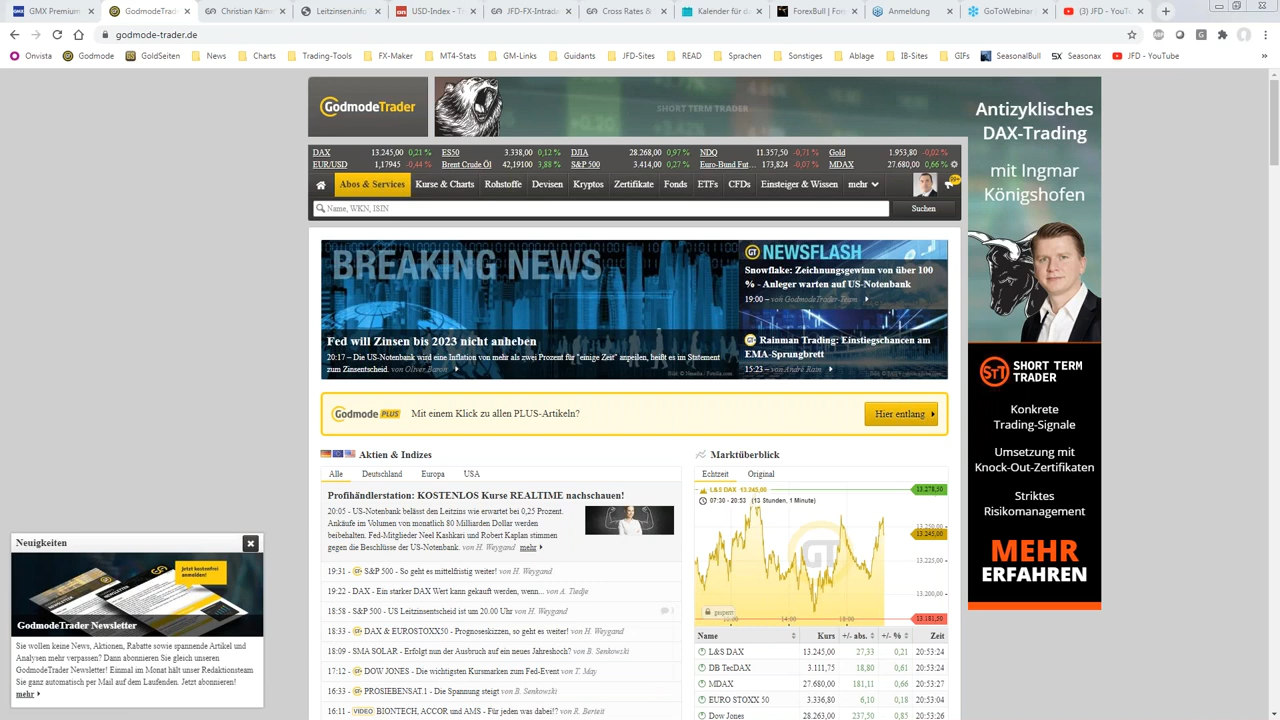 GMX Premium
GodmodeTrad
Christian Käm
Leitzinsen.info
USD-Index - Ti
JFD-FX-Intrade
Cross Rates &
Kalender für da
ForexBull | For
Anmeldung
GoToWebinar
(3) JFD - YouT
godmode-trader.de
Onvista
Godmode
GoldSeiten
News
Charts
Trading-Tools
FX-Maker
MT4-Stats
GM-Links
Guidants
JFD-Sites
READ
Sprachen
Sonstiges
Ablage
IB-Sites
GIFs
SeasonalBull
Seasonax
JFD - YouTube
GodmodeTrader
SHORT TERM TRADER
DAX 13.245,00 0,21 % ES50 3.338,00 0,12 % DJIA 28.268,00 0,97 % NDQ 11.357,50 -0,71 % Gold 1.953,80 -0,02 %
EUR/USD 1,17945 -0,44 % Brent Crude Öl 42,19100 3,88 % S&P 500 3.414,00 0,27 % Euro-Bund Fut… 173,824 -0,07 % MDAX 27.680,00 0,66 %
Abos & Services Kurse & Charts Rohstoffe Devisen Kryptos Zertifikate Fonds ETFs CFDs Einsteiger & Wissen mehr
Name, WKN, ISIN
Suchen
BREAKING NEWS
Fed will Zinsen bis 2023 nicht anheben
20:17 – Die US-Notenbank wird eine Inflation von mehr als zwei Prozent für "einige Zeit" anpeilen, heißt es im Statement
zum Zinsentscheid. von Oliver Baron
GT NEWSFLASH
Snowflake: Zeichnungsgewinn von über 100
% - Anleger warten auf US-Notenbank
19:00 – von GodmodeTrader-Team
Rainman Trading: Einstiegschancen am
EMA-Sprungbrett
15:23 – von André Rain
Godmode PLUS Mit einem Klick zu allen PLUS-Artikeln?
Hier entlang
Aktien & Indizes
Alle Deutschland Europa USA
Profihändlerstation: KOSTENLOS Kurse REALTIME nachschauen!
20:05 - US-Notenbank belässt den Leitzins wie erwartet bei 0,25 Prozent.
Ankäufe im Volumen von monatlich 80 Milliarden Dollar werden
beibehalten. Fed-Mitglieder Neel Kashkari und Robert Kaplan stimmen
gegen die Beschlüsse der US-Notenbank. von H. Weygand mehr
19:31 - S&P 500 - So geht es mittelfristig weiter! von H. Weygand
19:22 - DAX - Ein starker DAX Wert kann gekauft werden, wenn... von A. Tiedje
18:58 - S&P 500 - US Leitzinsentscheid ist um 20.00 Uhr von H. Weygand
18:33 - DAX & EUROSTOXX50 - Prognoseskizzen, so geht es weiter! von H. Weygand
18:09 - SMA SOLAR - Erfolgt nun der Ausbruch auf ein neues Jahreshoch? von B. Senkowski
17:12 - DOW JONES - Die wichtigsten Kursmarken zum Fed-Event von T. May
16:33 - PROSIEBENSAT.1 - Die Spannung steigt von B. Senkowski
16:11 - VIDEO BIONTECH, ACCOR und AMS - Für jeden was dabei!? von R. Berteit
Marktüberblick
Echtzeit Original
L&S DAX 13.245,00
07:30 - 20:53 (13 Stunden, 1 Minute)
13.278,50
13.250,00
13.245,00
13.225,00
13.200,00
13.181,50
GT
gesperrt
10:00 14:00 18:00
Name Kurs +/- abs. +/- % Zeit
L&S DAX 13.245,00 27,33 0,21 20:53:24
DB TecDAX 3.111,75 18,80 0,61 20:53:24
MDAX 27.680,00 181,11 0,66 20:53:27
EURO STOXX 50 3.336,80 6,10 0,18 20:53:04
Dow Jones 28.263,00 237,50 0,85 20:53:26
Antizyklisches
DAX-Trading
mit Ingmar
Königshofen
STT SHORT TERM
TRADER
Konkrete
Trading-Signale
Umsetzung mit
Knock-Out-Zertifikaten
Striktes
Risikomanagement
MEHR
ERFAHREN
Neuigkeiten
Jetzt kostenfrei
anmelden!
GodmodeTrader Newsletter
Sie wollen keine News, Aktionen, Rabatte sowie spannende Artikel und
Analysen mehr verpassen? Dann abonnieren Sie gleich unseren
GodmodeTrader Newsletter! Einmal im Monat hält unser Redaktionsteam
Sie ganz automatisch per Mail auf dem Laufenden. Jetzt abonnieren!
mehr